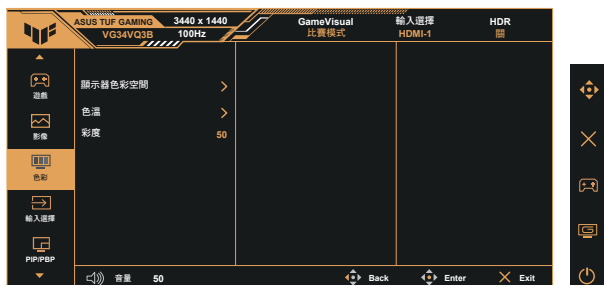 ASUS TUF GAMING
VG34VQ3B
3440 x 1440
100Hz
GameVisual
比賽模式
輸入選擇
HDMI-1
HDR
關
遊戲
影像
色彩
輸入選擇
PIP/PBP
顯示器色彩空間
色溫
彩度 50
音量 50
Back
Enter
Exit